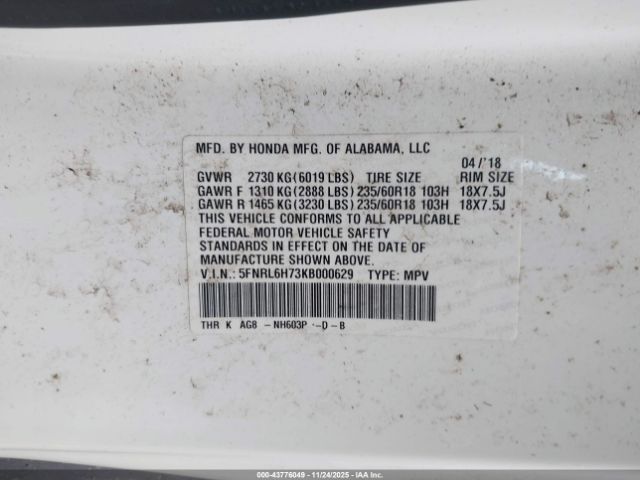 MFD. BY HONDA MFG. OF ALABAMA, LLC
04/'18
GVWR 2730 KG(6019 LBS) TIRE SIZE RIM SIZE
GAWR F 1310 KG(2888 LBS) 235/60R18 103H 18X7.5J
GAWR R 1465 KG(3230 LBS) 235/60R18 103H 18X7.5J
THIS VEHICLE CONFORMS TO ALL APPLICABLE
FEDERAL MOTOR VEHICLE SAFETY
STANDARDS IN EFFECT ON THE DATE OF
MANUFACTURE SHOWN ABOVE.
V.I.N.: 5FNRL6H73KB000629 TYPE: MPV
THR K AG8 -NH603P -D-B
000-43776049 - 11/24/2025 - IAA Inc.